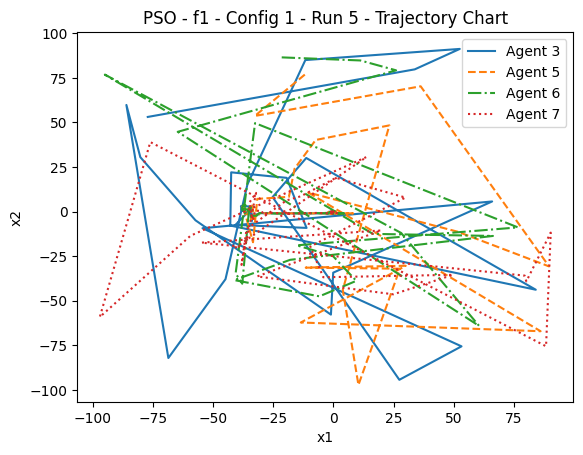 PSO - f1 - Config 1 - Run 5 - Trajectory Chart
Agent 3
Agent 5
Agent 6
Agent 7
x2
100
75
50
25
0
−25
−50
−75
−100
−100
−75
−50
−25
0
25
50
75
x1